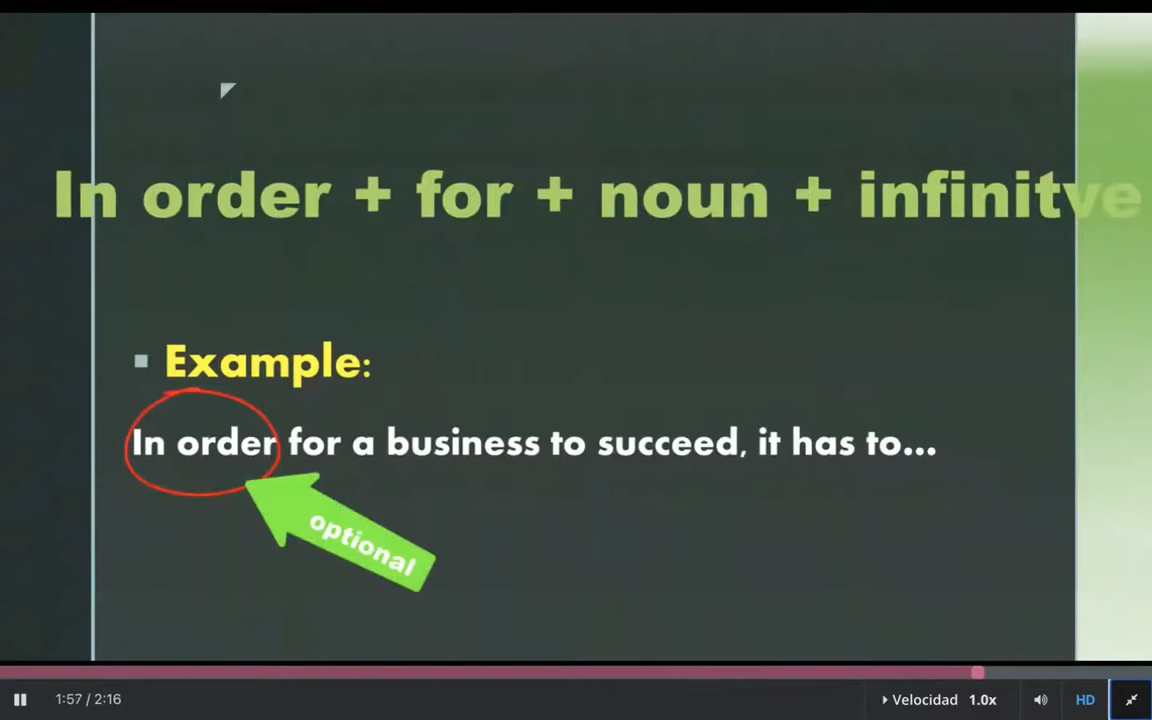 In order + for + noun + infinitve
Example:
In order for a business to succeed, it has to...
optional
1:57 / 2:16
Velocidad 1.0x
HD